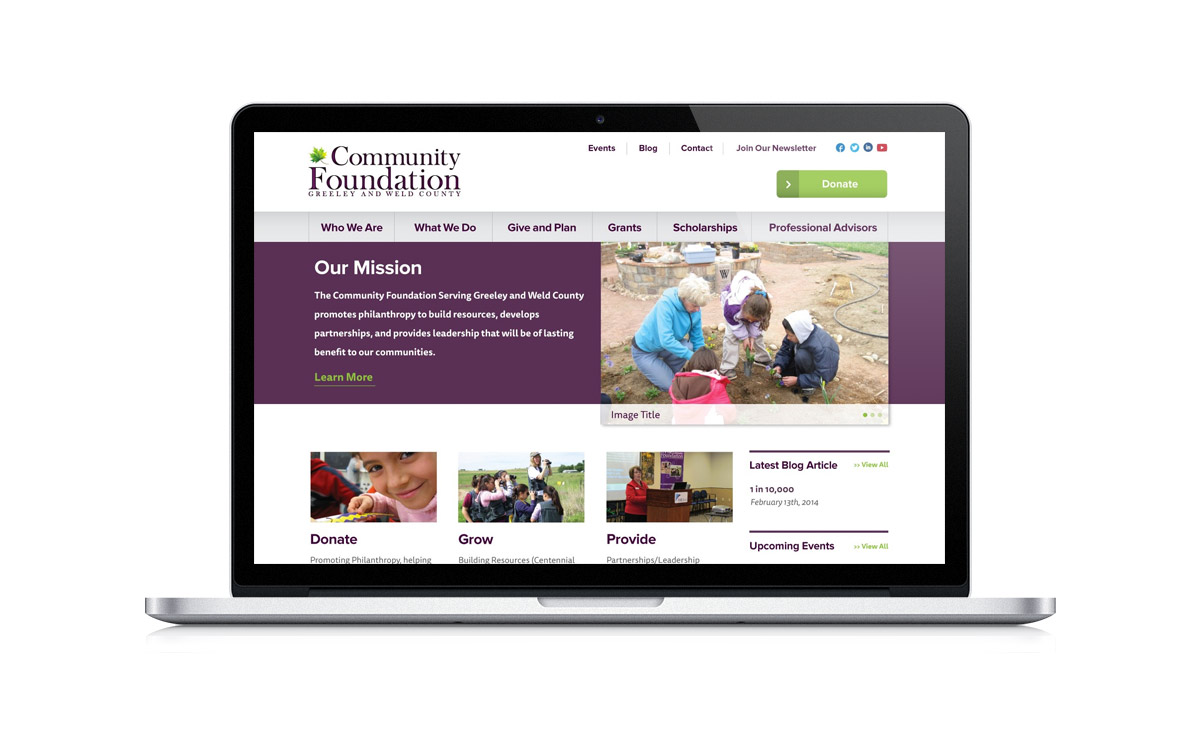 Community
Foundation
GREELEY AND WELD COUNTY
Events
Blog
Contact
Join Our Newsletter
Donate
Who We Are
What We Do
Give and Plan
Grants
Scholarships
Professional Advisors
Our Mission
The Community Foundation Serving Greeley and Weld County
promotes philanthropy to build resources, develops
partnerships, and provides leadership that will be of lasting
benefit to our communities.
Learn More
Image Title
Donate
Promoting Philanthropy, helping
Grow
Building Resources (Centennial
Provide
Partnerships/Leadership
Latest Blog Article
>> View All
1 in 10,000
February 13th, 2014
Upcoming Events
>> View All